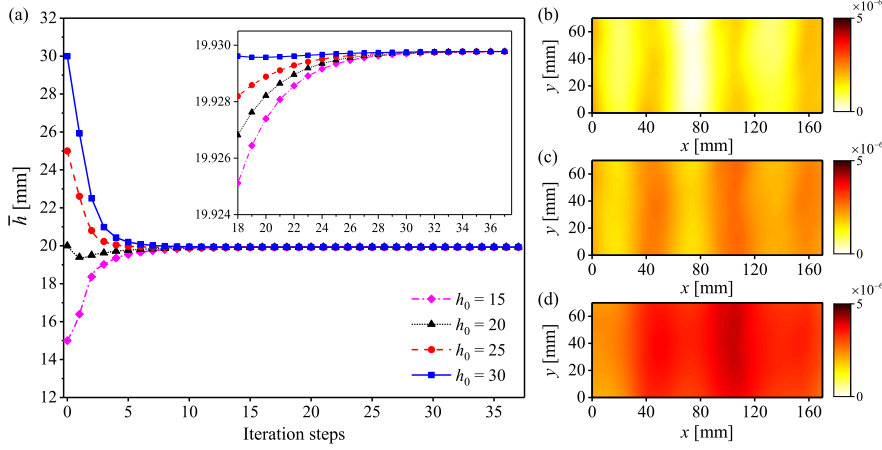 (a)
32
30
28
26
24
22
20
18
16
14
12
h̅ [mm]
0 5 10 15 20 25 30 35
Iteration steps
19.930
19.928
19.926
19.924
18 20 22 24 26 28 30 32 34 36
h₀ = 15
h₀ = 20
h₀ = 25
h₀ = 30
(b)
y [mm]
60
40
20
0
0 40 80 120 160
x [mm]
×10⁻⁶
5
0
(c)
y [mm]
60
40
20
0
0 40 80 120 160
x [mm]
×10⁻⁶
5
0
(d)
y [mm]
60
40
20
0
0 40 80 120 160
x [mm]
×10⁻⁶
5
0